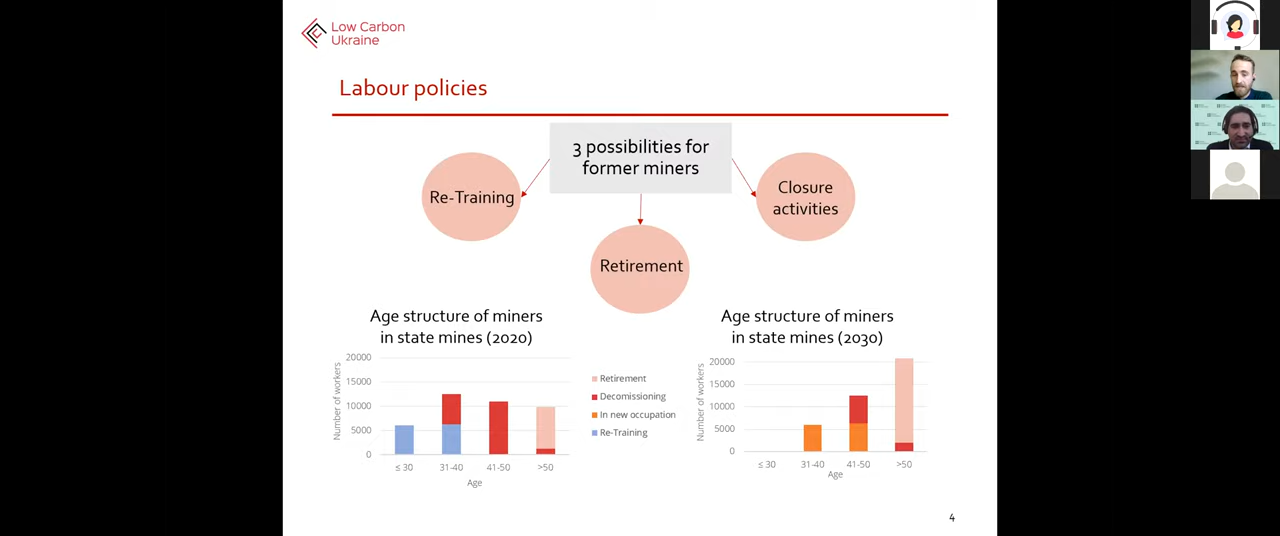 Low Carbon
Ukraine
Labour policies
3 possibilities for
former miners
Re-Training
Closure
activities
Retirement
Age structure of miners
in state mines (2020)
Number of workers
20000
15000
10000
5000
0
≤ 30
31-40
41-50
>50
Age
Retirement
Decomissioning
In new occupation
Re-Training
Age structure of miners
in state mines (2030)
Number of workers
20000
15000
10000
5000
0
≤ 30
31-40
41-50
>50
Age
4